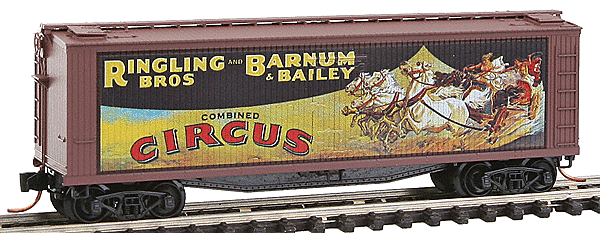 RINGLING AND BARNUM
BROS & BAILEY
COMBINED
CIRCUS